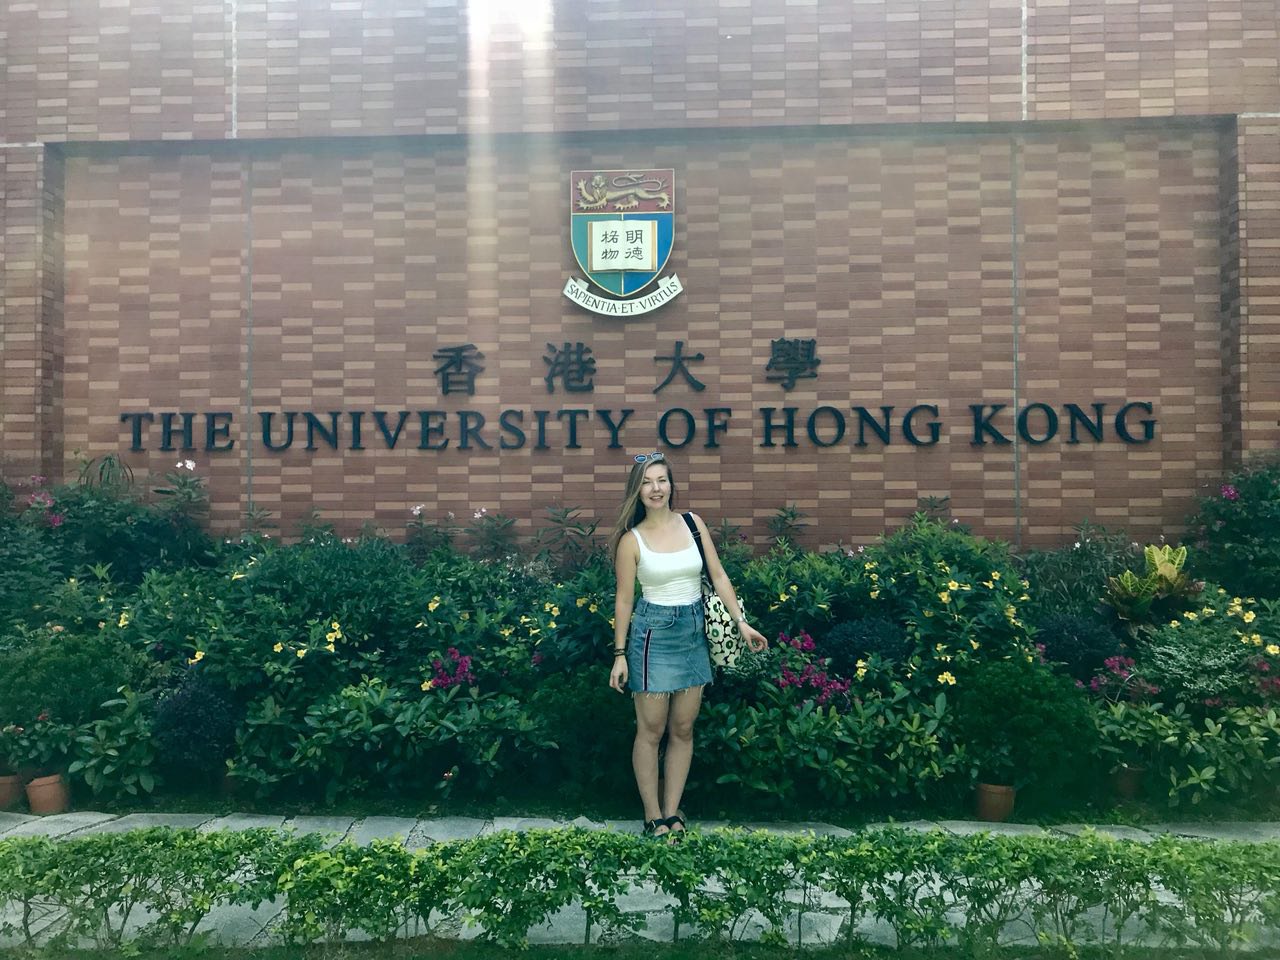 明德
格物
SAPIENTIA·ET·VIRTUS
香港大學
THE UNIVERSITY OF HONG KONG